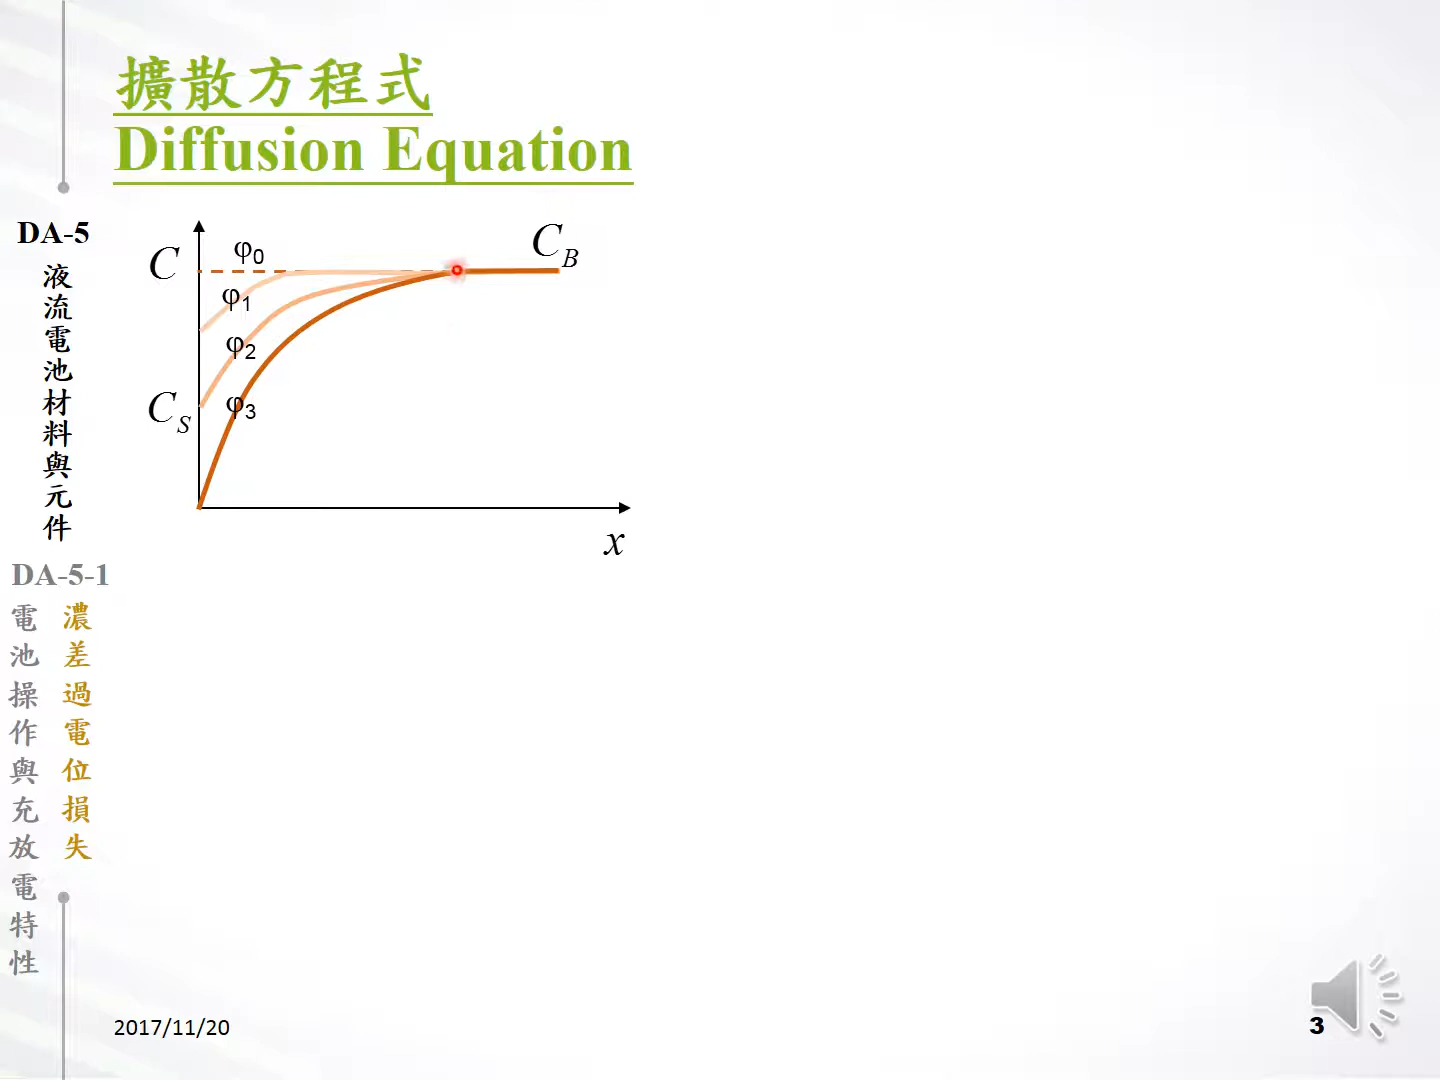 擴散方程式
Diffusion Equation
DA-5
液流電池材料與元件
DA-5-1
電池操作與充放電特性
濃差過電位損失
C
φ0
φ1
φ2
φ3
CB
CS
x
2017/11/20
3